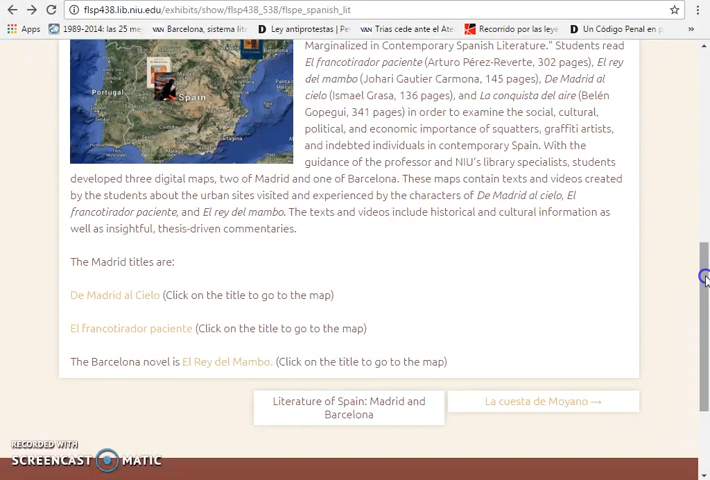 flsp438.lib.niu.edu/exhibits/show/flsp438_538/flspe_spanish_lit
Apps 1989-2014: las 25 me VAN Barcelona, sistema lit Ley antiprotestas | Pe VAN Trias cede ante el Ate Recorrido por las leye Un Código Penal en p »
Marginalized in Contemporary Spanish Literature." Students read
El francotirador paciente (Arturo Pérez-Reverte, 302 pages), El rey
del mambo (Johari Gautier Carmona, 145 pages), De Madrid al
cielo (Ismael Grasa, 136 pages), and La conquista del aire (Belén
Gopegui, 341 pages) in order to examine the social, cultural,
political, and economic importance of squatters, graffiti artists,
and indebted individuals in contemporary Spain. With the
guidance of the professor and NIU's library specialists, students
Portugal
Spain
developed three digital maps, two of Madrid and one of Barcelona. These maps contain texts and videos created
by the students about the urban sites visited and experienced by the characters of De Madrid al cielo, El
francotirador paciente, and El rey del mambo. The texts and videos include historical and cultural information as
well as insightful, thesis-driven commentaries.
The Madrid titles are:
De Madrid al Cielo (Click on the title to go to the map)
El francotirador paciente (Click on the title to go to the map)
The Barcelona novel is El Rey del Mambo. (Click on the title to go to the map)
Literature of Spain: Madrid and
Barcelona
La cuesta de Moyano →
RECORDED WITH
SCREENCAST MATIC